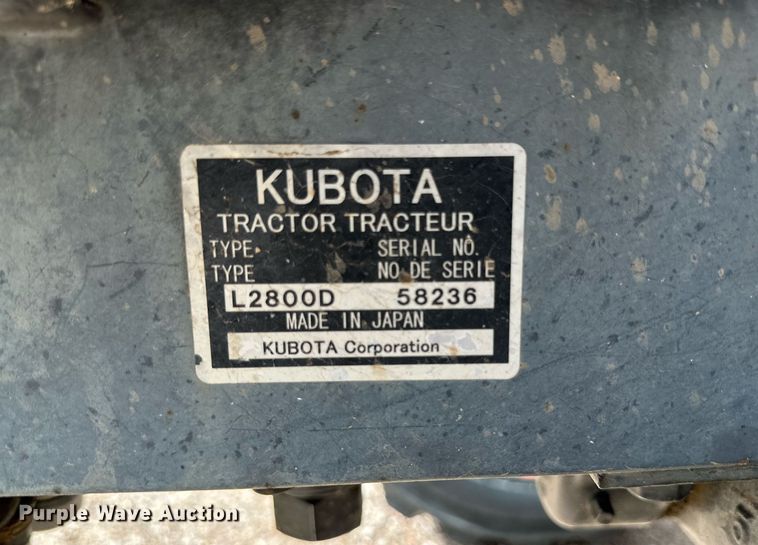 KUBOTA
TRACTOR TRACTEUR
TYPE SERIAL NO.
TYPE NO DE SERIE
L2800D 58236
MADE IN JAPAN
KUBOTA Corporation
Purple Wave Auction